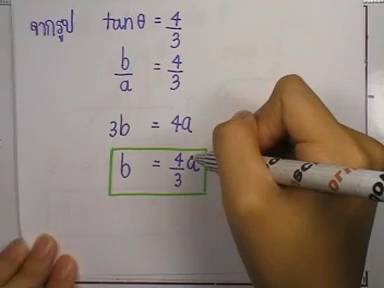 จากรูป tanθ = 4/3
b/a = 4/3
3b = 4a
b = 4/3 a